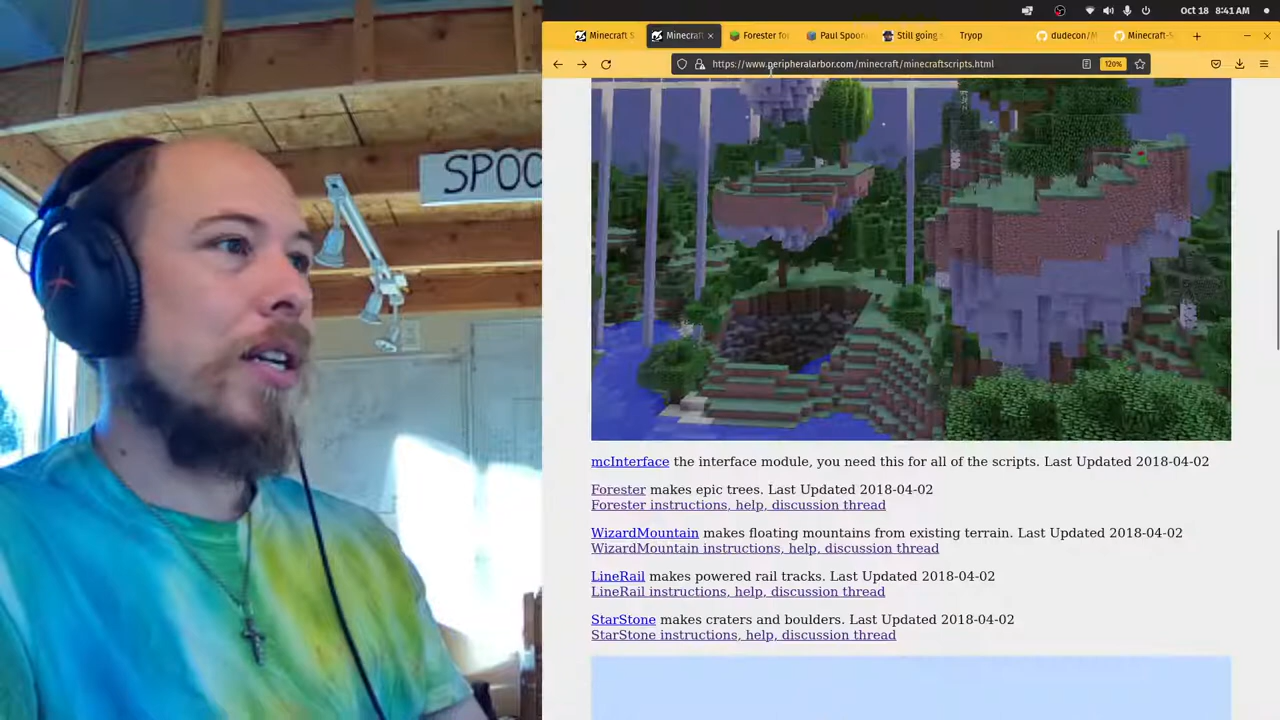 Oct 18 8:41 AM
Minecraft S
Minecraft
Forester for
Paul Spoon
Still going
Tryop
dudecon/M
Minecraft-S
https://www.peripheralarbor.com/minecraft/minecraftscripts.html
120%
SPOO
mcInterface the interface module, you need this for all of the scripts. Last Updated 2018-04-02
Forester makes epic trees. Last Updated 2018-04-02
Forester instructions, help, discussion thread
WizardMountain makes floating mountains from existing terrain. Last Updated 2018-04-02
WizardMountain instructions, help, discussion thread
LineRail makes powered rail tracks. Last Updated 2018-04-02
LineRail instructions, help, discussion thread
StarStone makes craters and boulders. Last Updated 2018-04-02
StarStone instructions, help, discussion thread